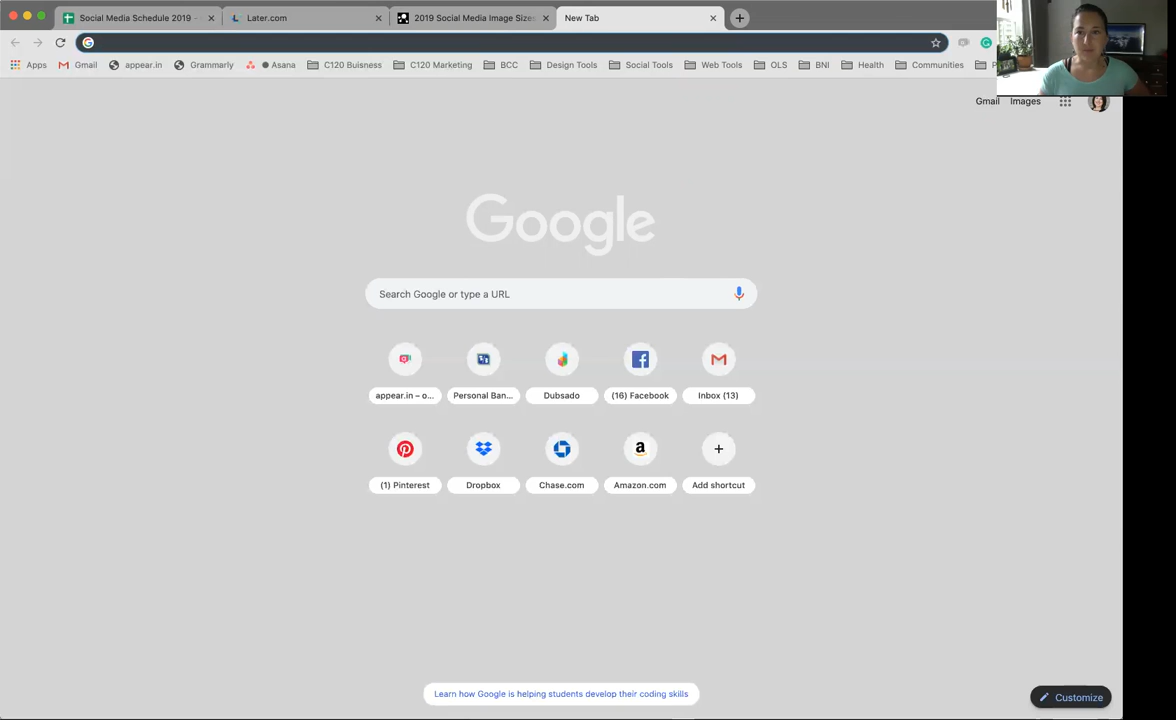 Social Media Schedule 2019 -
Later.com
2019 Social Media Image Sizes
New Tab
Apps Gmail appear.in Grammarly Asana C120 Buisness C120 Marketing BCC Design Tools Social Tools Web Tools OLS BNI Health Communities P
Gmail Images
Google
Search Google or type a URL
appear.in – o... Personal Ban... Dubsado (16) Facebook Inbox (13)
(1) Pinterest Dropbox Chase.com Amazon.com Add shortcut
Learn how Google is helping students develop their coding skills
Customize